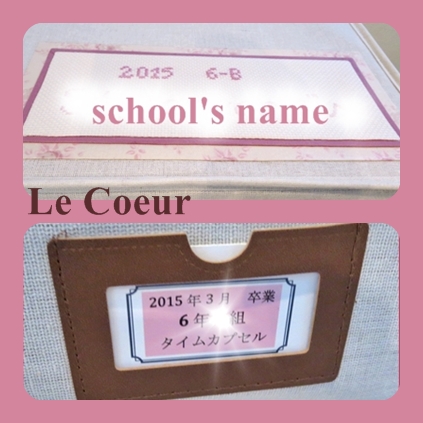 2015 6-B
school's name
Le Coeur
2015年3月 卒業
6年 組
タイムカプセル